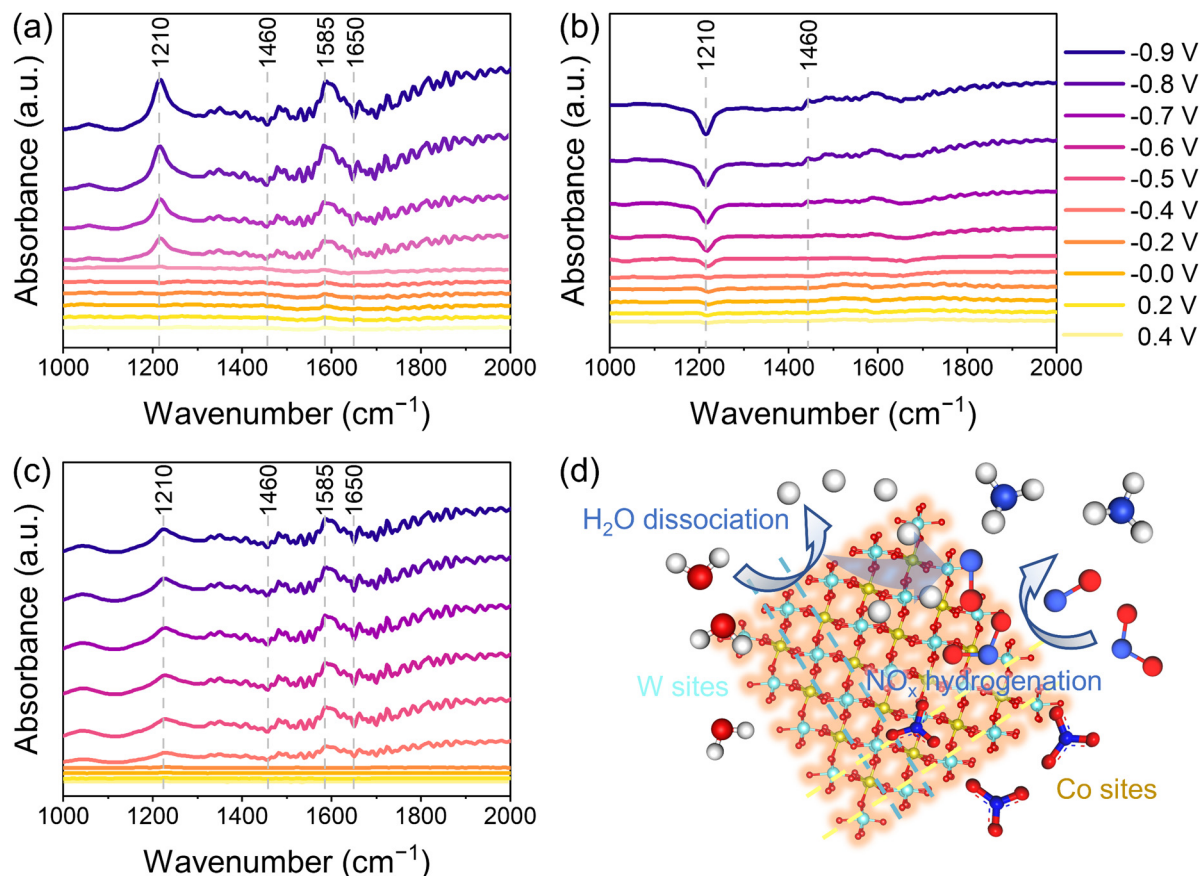 (a)
1210
1460
1585
1650
Absorbance (a.u.)
1000 1200 1400 1600 1800 2000
Wavenumber (cm⁻¹)
(b)
1210
1460
Absorbance (a.u.)
1000 1200 1400 1600 1800 2000
Wavenumber (cm⁻¹)
-0.9 V
-0.8 V
-0.7 V
-0.6 V
-0.5 V
-0.4 V
-0.2 V
-0.0 V
0.2 V
0.4 V
(c)
1210
1460
1585
1650
Absorbance (a.u.)
1000 1200 1400 1600 1800 2000
Wavenumber (cm⁻¹)
(d)
H₂O dissociation
W sites
NOₓ hydrogenation
Co sites